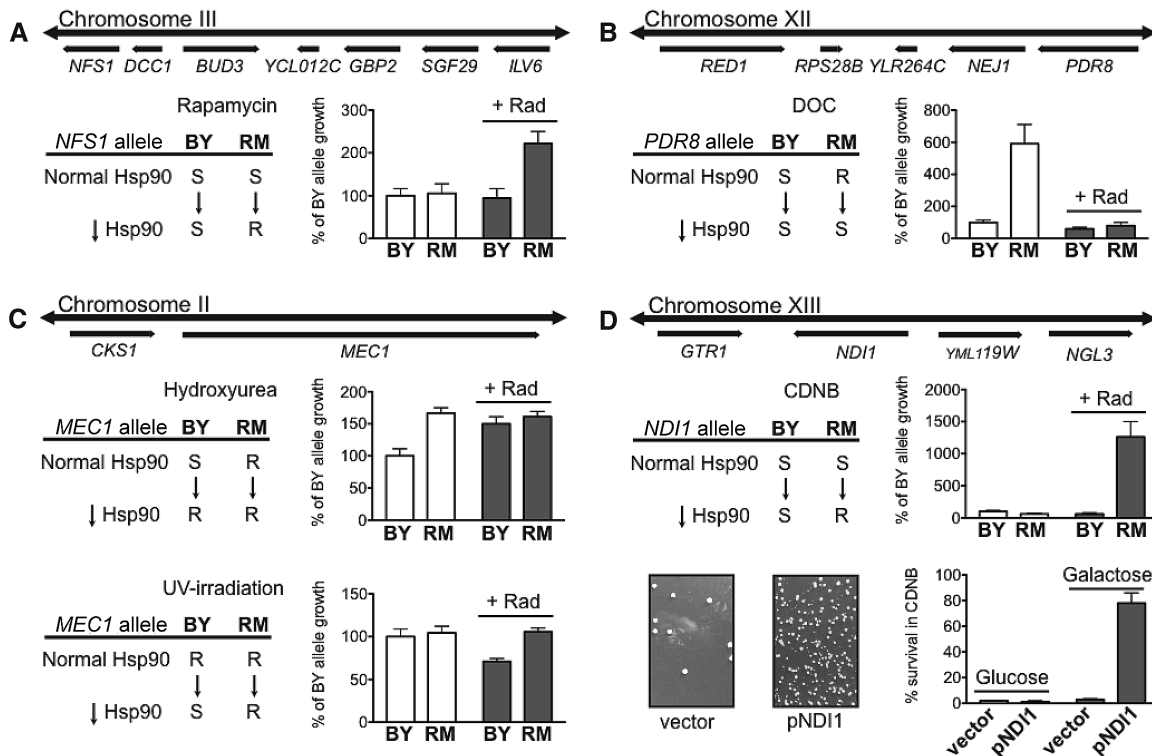 A
Chromosome III
NFS1 DCC1 BUD3 YCL012C GBP2 SGF29 ILV6
Rapamycin
NFS1 allele BY RM
Normal Hsp90 S S
↓ Hsp90 S R
% of BY allele growth
300
200
100
0
+ Rad
BY RM BY RM
B
Chromosome XII
RED1 RPS28B YLR264C NEJ1 PDR8
DOC
PDR8 allele BY RM
Normal Hsp90 S R
↓ Hsp90 S S
% of BY allele growth
800
600
400
200
0
+ Rad
BY RM BY RM
C
Chromosome II
CKS1 MEC1
Hydroxyurea
MEC1 allele BY RM
Normal Hsp90 S R
↓ Hsp90 R R
% of BY allele growth
150
100
50
0
+ Rad
BY RM BY RM
UV-irradiation
MEC1 allele BY RM
Normal Hsp90 R R
↓ Hsp90 S R
% of BY allele growth
150
100
50
0
+ Rad
BY RM BY RM
D
Chromosome XIII
GTR1 NDI1 YML119W NGL3
CDNB
NDI1 allele BY RM
Normal Hsp90 S S
↓ Hsp90 S R
% of BY allele growth
2000
1500
1000
500
0
+ Rad
BY RM BY RM
vector pNDI1
% survival in CDNB
100
80
60
40
20
0
Galactose
Glucose
vector pNDI1 vector pNDI1